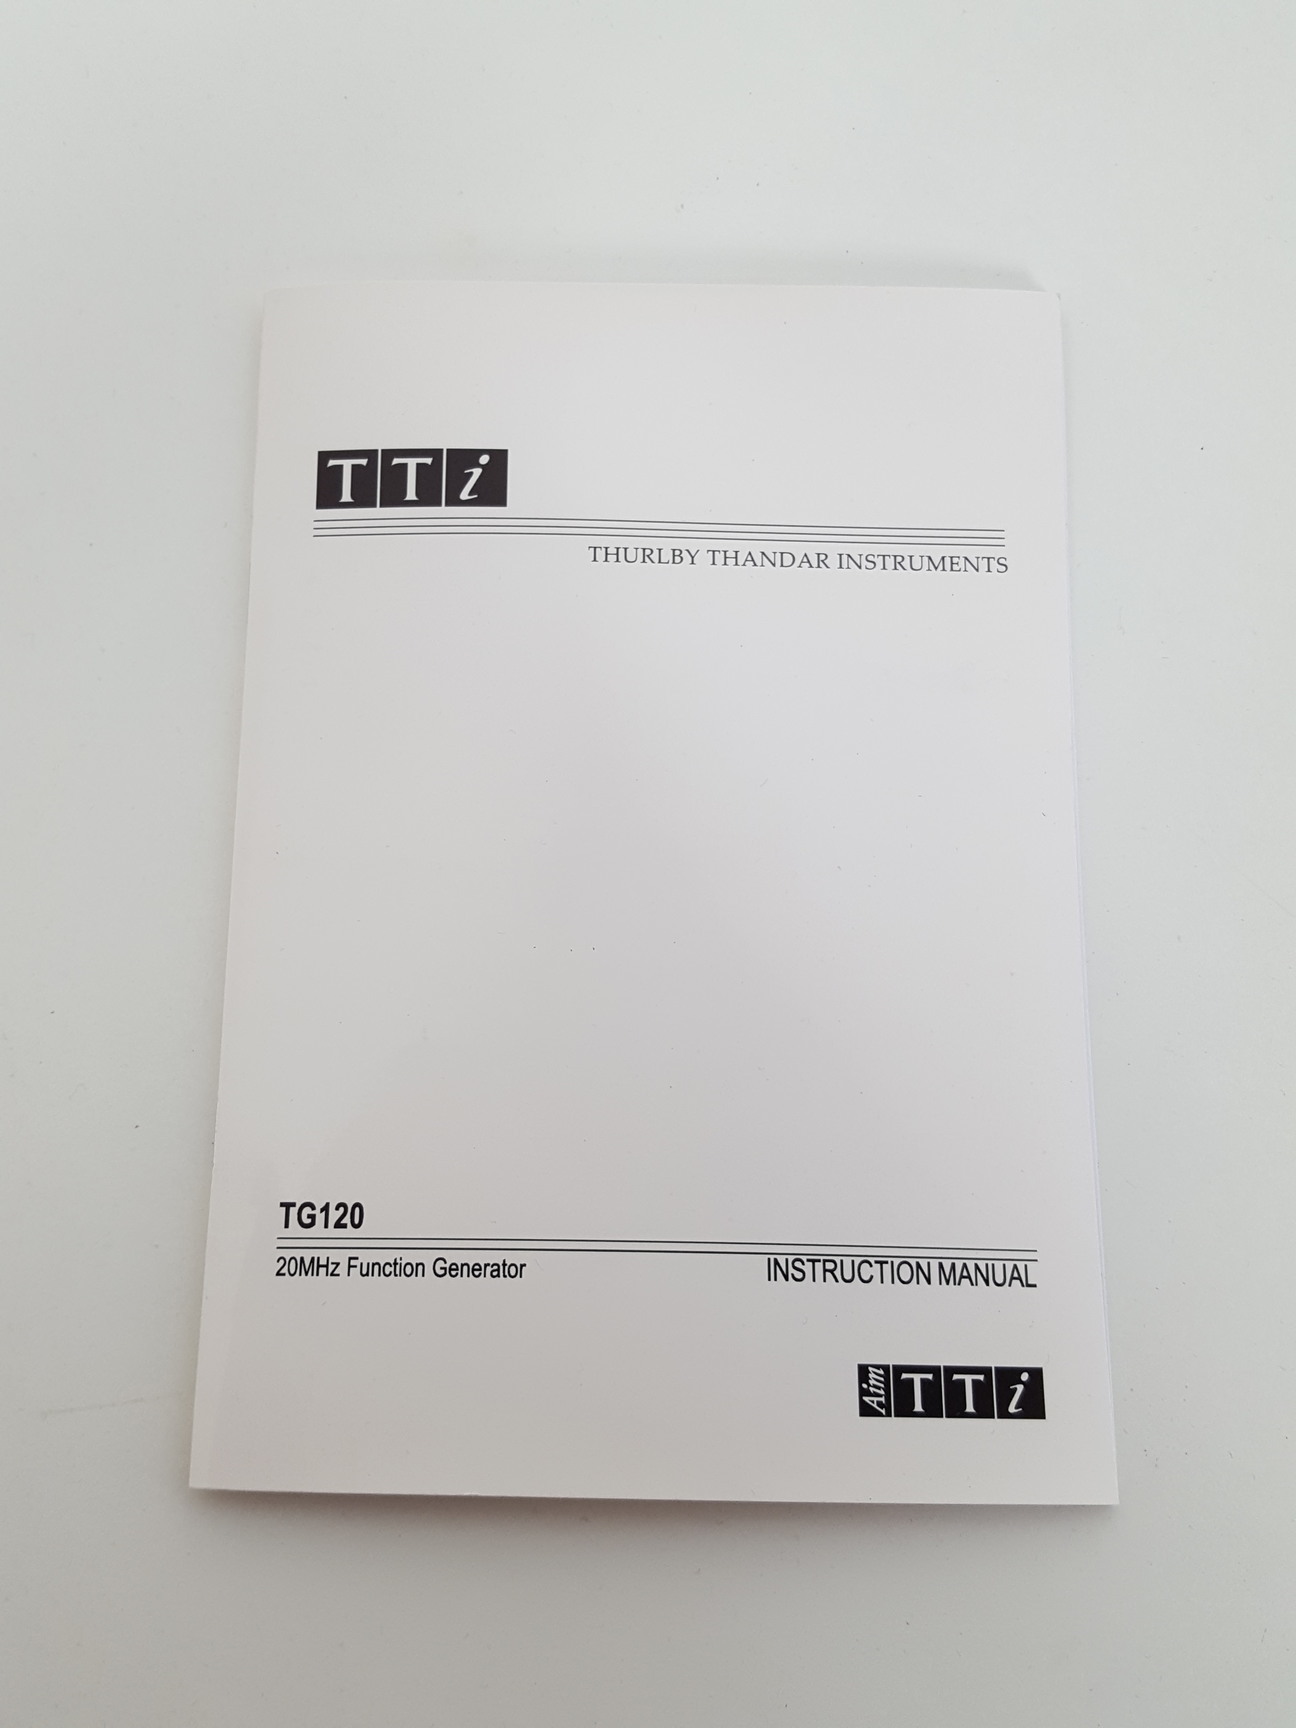 TTi
THURLBY THANDAR INSTRUMENTS
TG120
20MHz Function Generator
INSTRUCTION MANUAL
Aim TTi